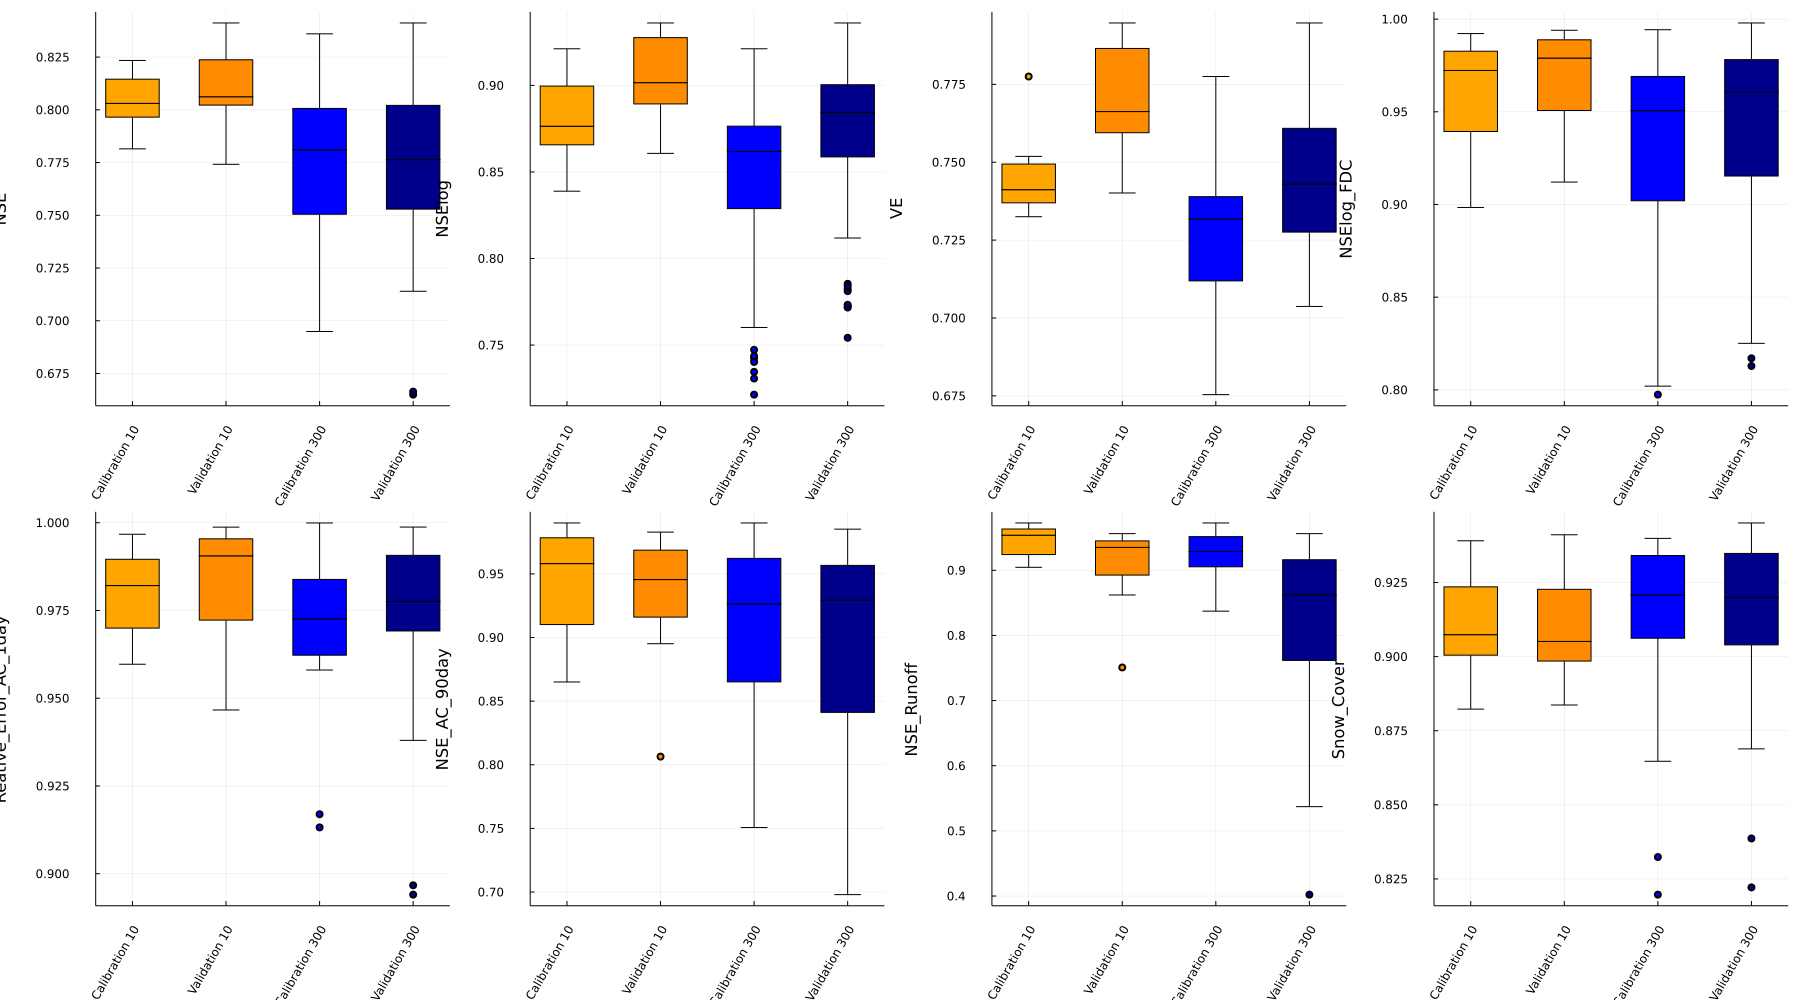 NSE
0.825
0.800
0.775
0.750
0.725
0.700
0.675
Calibration 10
Validation 10
Calibration 300
Validation 300
NSElog
0.90
0.85
0.80
0.75
Calibration 10
Validation 10
Calibration 300
Validation 300
VE
0.775
0.750
0.725
0.700
0.675
Calibration 10
Validation 10
Calibration 300
Validation 300
NSElog_FDC
1.00
0.95
0.90
0.85
0.80
Calibration 10
Validation 10
Calibration 300
Validation 300
Reative_Error_AC_1day
1.000
0.975
0.950
0.925
0.900
Calibration 10
Validation 10
Calibration 300
Validation 300
NSE_AC_90day
0.95
0.90
0.85
0.80
0.75
0.70
Calibration 10
Validation 10
Calibration 300
Validation 300
NSE_Runoff
0.9
0.8
0.7
0.6
0.5
0.4
Calibration 10
Validation 10
Calibration 300
Validation 300
Snow_Cover
0.925
0.900
0.875
0.850
0.825
Calibration 10
Validation 10
Calibration 300
Validation 300